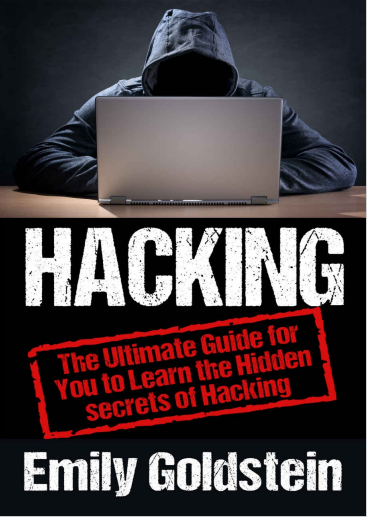 HACKING
The Ultimate Guide for
You to Learn the Hidden
secrets of Hacking
Emily Goldstein